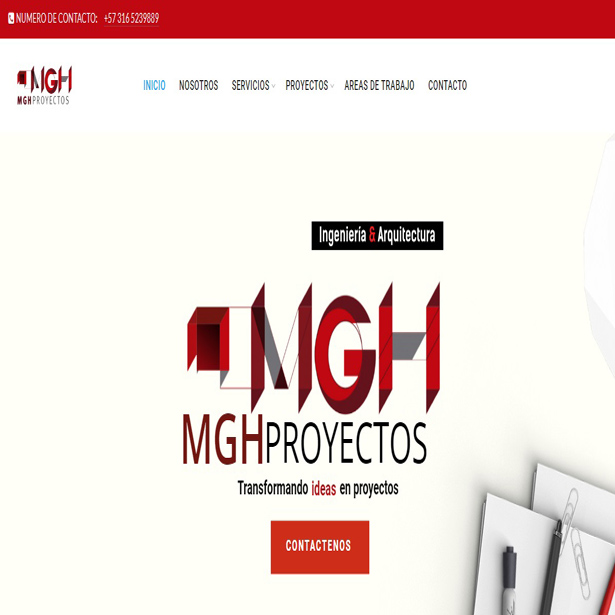 NUMERO DE CONTACTO: +57 316 5239889
MGH
MGHPROYECTOS
INICIO NOSOTROS SERVICIOS PROYECTOS AREAS DE TRABAJO CONTACTO
Ingeniería & Arquitectura
MGH
MGHPROYECTOS
Transformando ideas en proyectos
CONTACTENOS